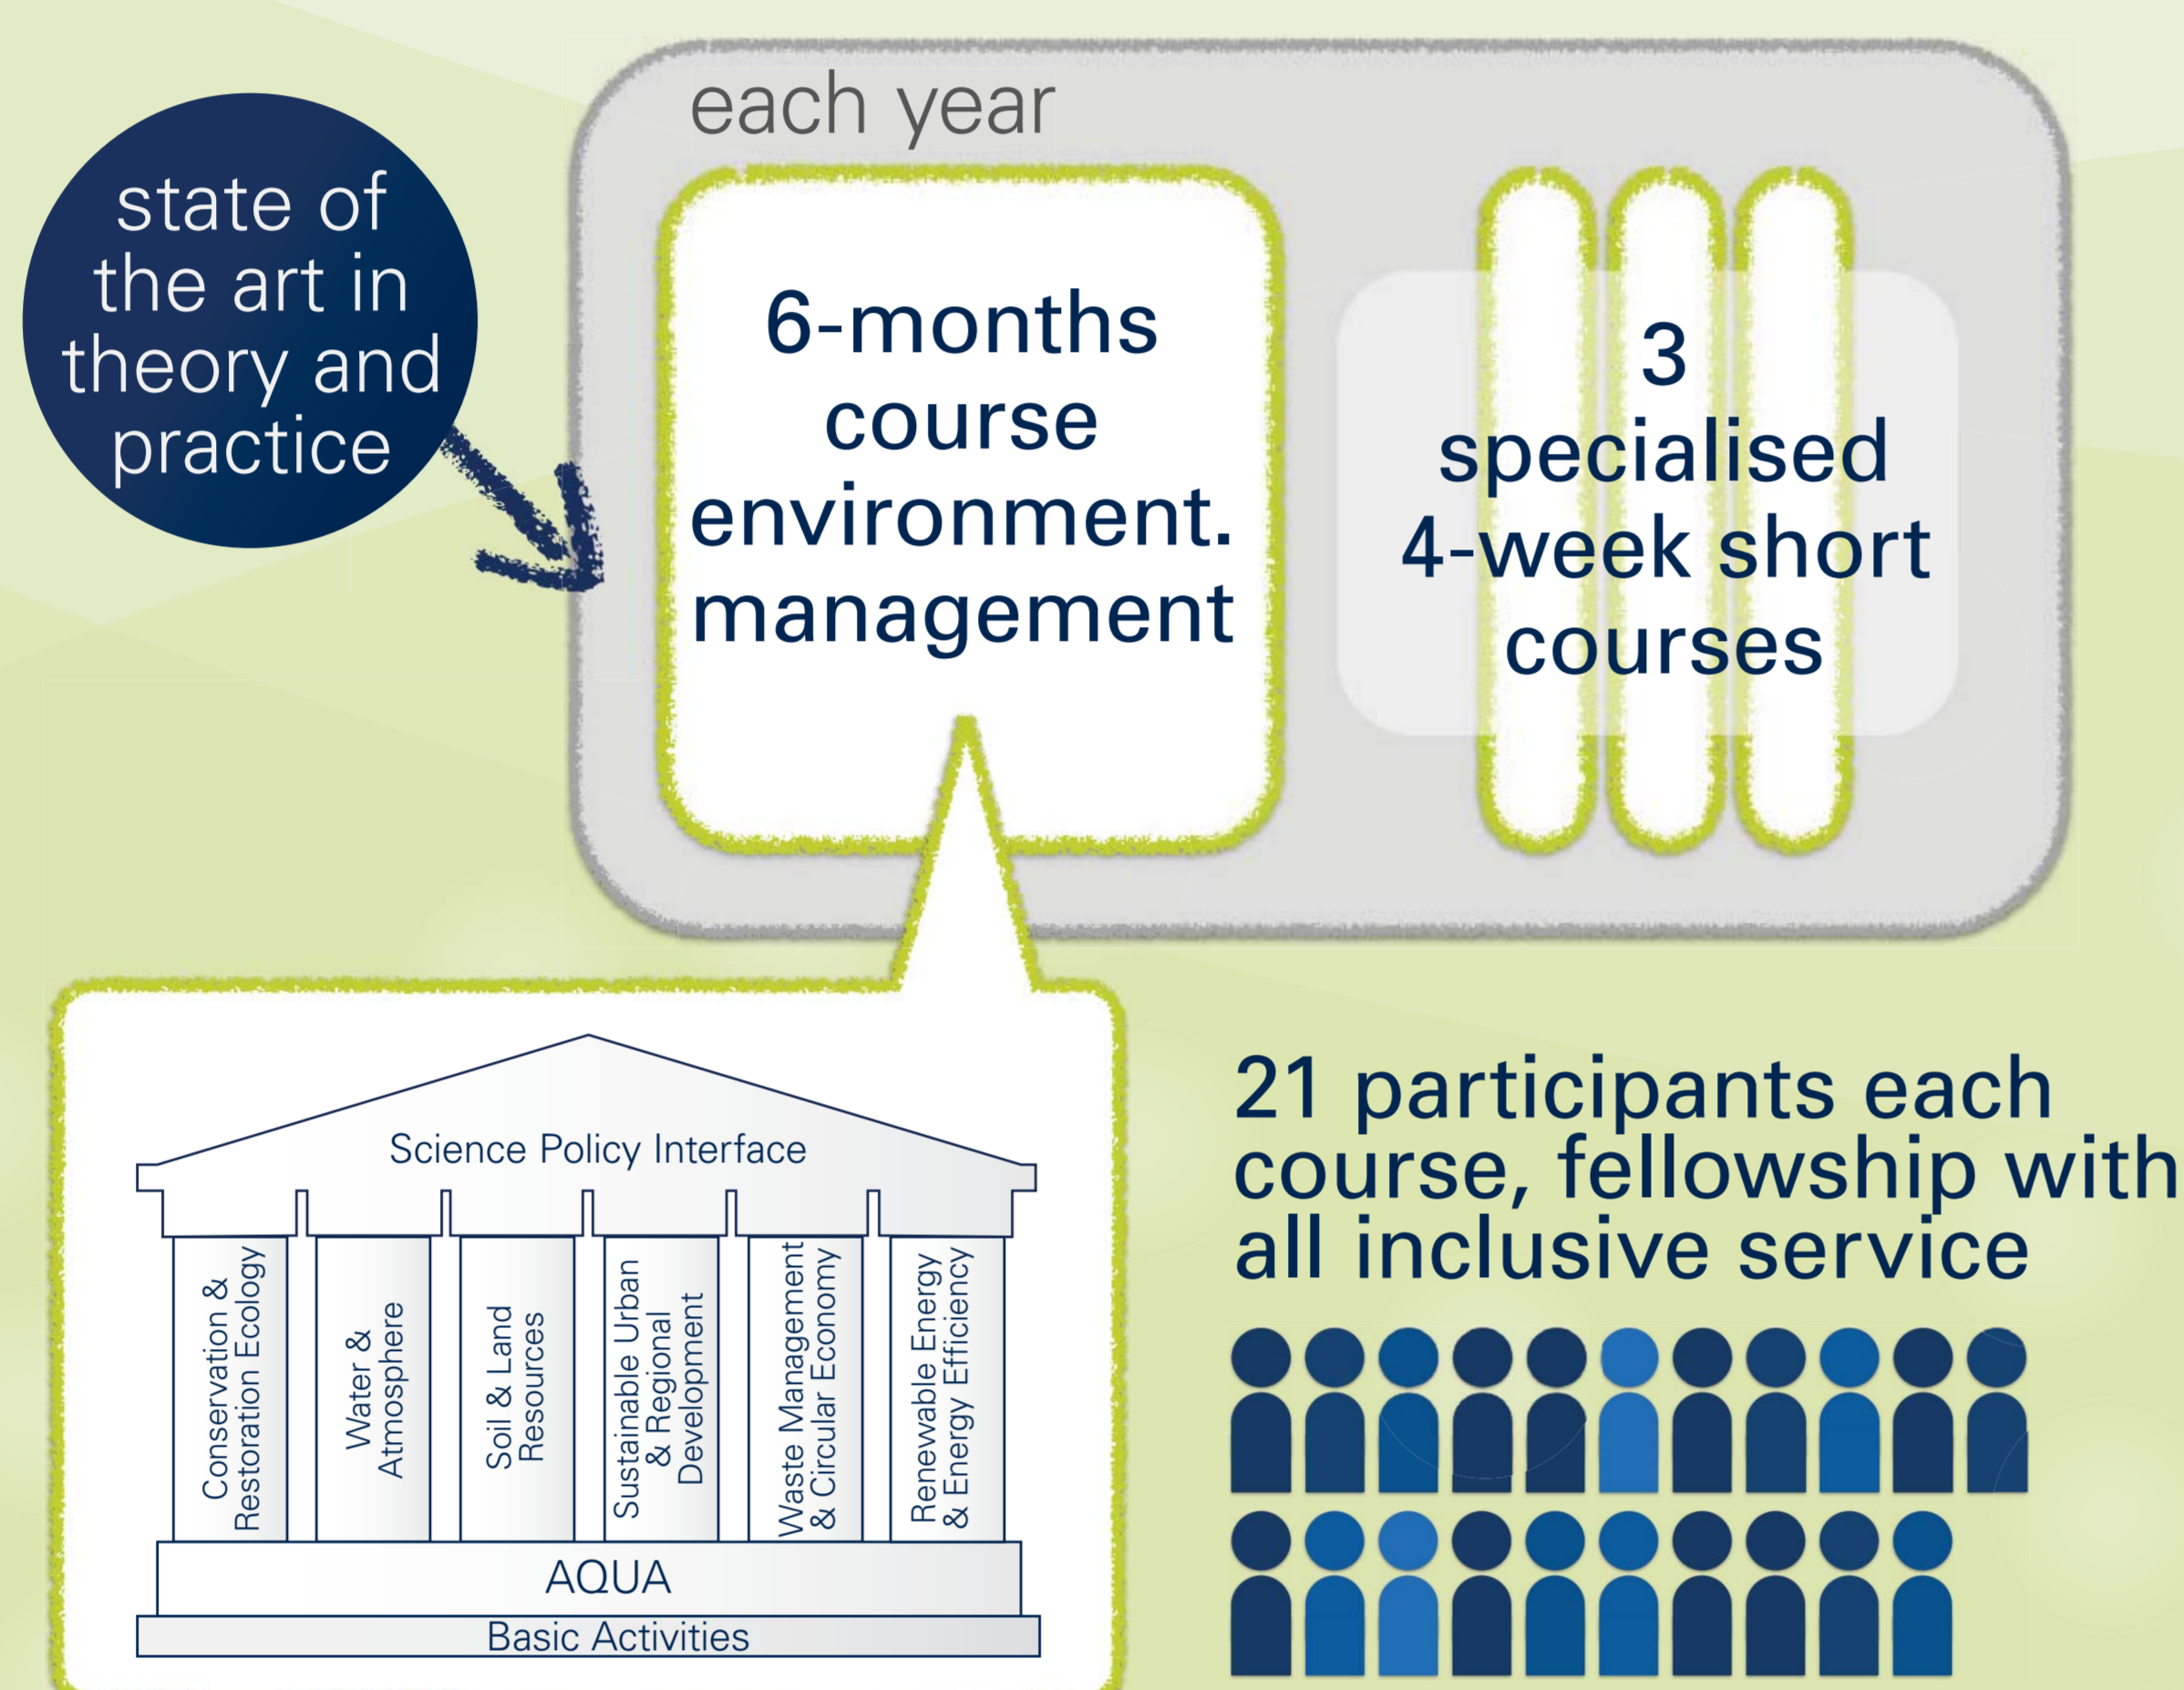 each year
state of
the art in
theory and
practice
6-months
course
environment.
management
3
specialised
4-week short
courses
Science Policy Interface
Conservation &
Restoration Ecology
Water &
Atmosphere
Soil & Land
Resources
Sustainable Urban
& Regional
Development
Waste Management
& Circular Economy
Renewable Energy
& Energy Efficiency
AQUA
Basic Activities
21 participants each
course, fellowship with
all inclusive service